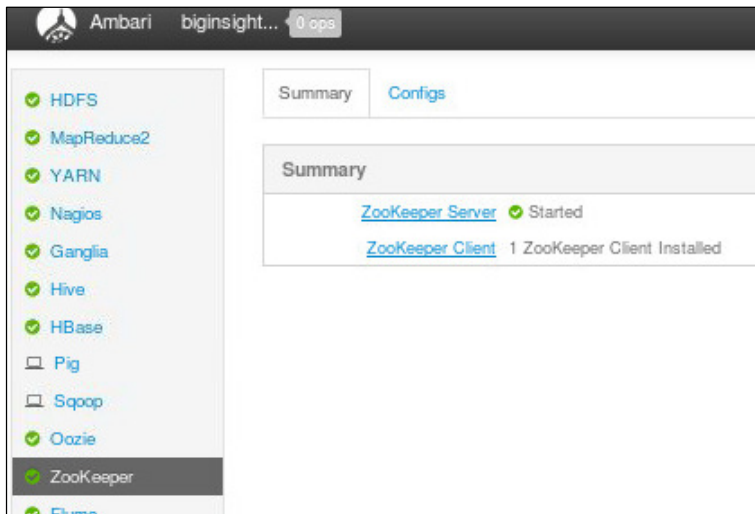 Ambari biginsight... 0 ops
HDFS
MapReduce2
YARN
Nagios
Ganglia
Hive
HBase
Pig
Sqoop
Oozie
ZooKeeper
Summary Configs
Summary
ZooKeeper Server Started
ZooKeeper Client 1 ZooKeeper Client Installed